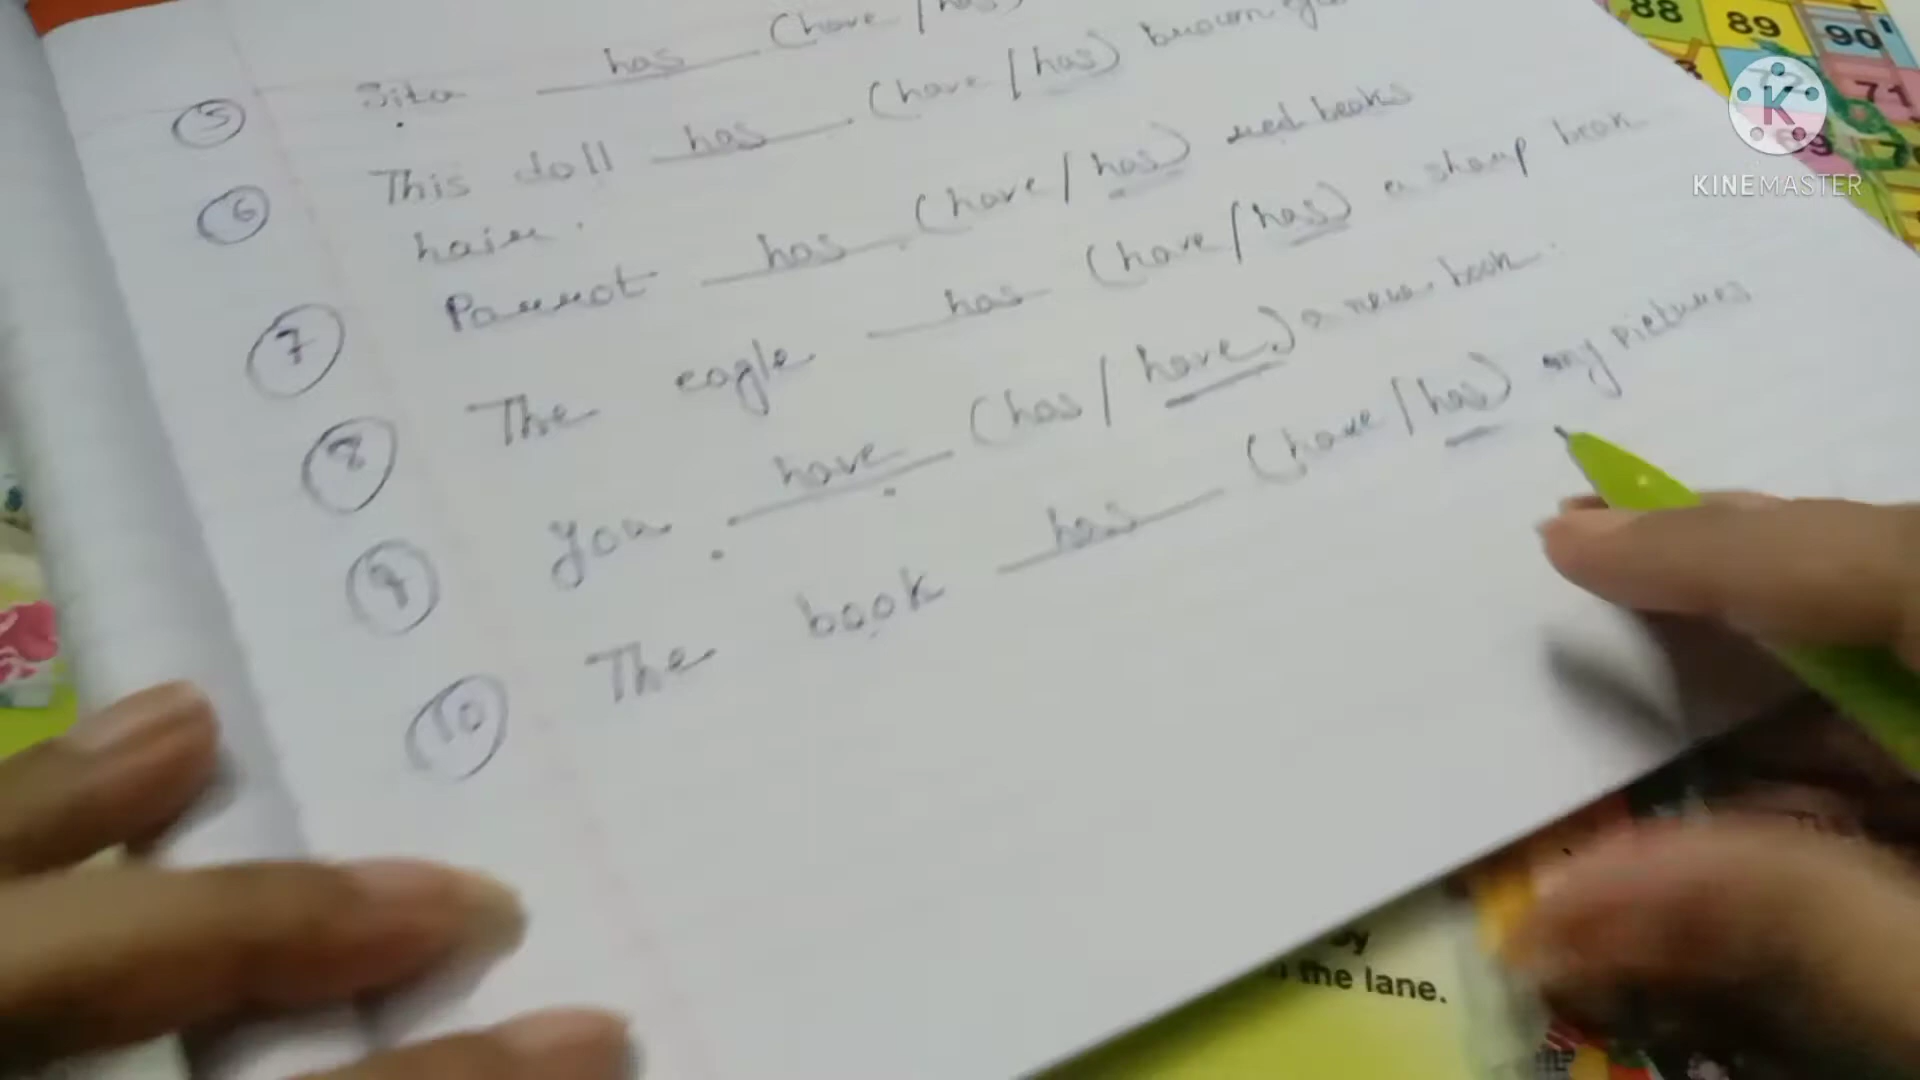 5 Sita has (have /
6 This doll has (have / has) brown
hair.
7 Parrot has (have / has) red beaks
8 The eagle has (have / has) a sharp beak
9 You have (has / have) a new book.
10 The book has (have / has) my pictures
88 89 90
71
KINEMASTER
the lane.